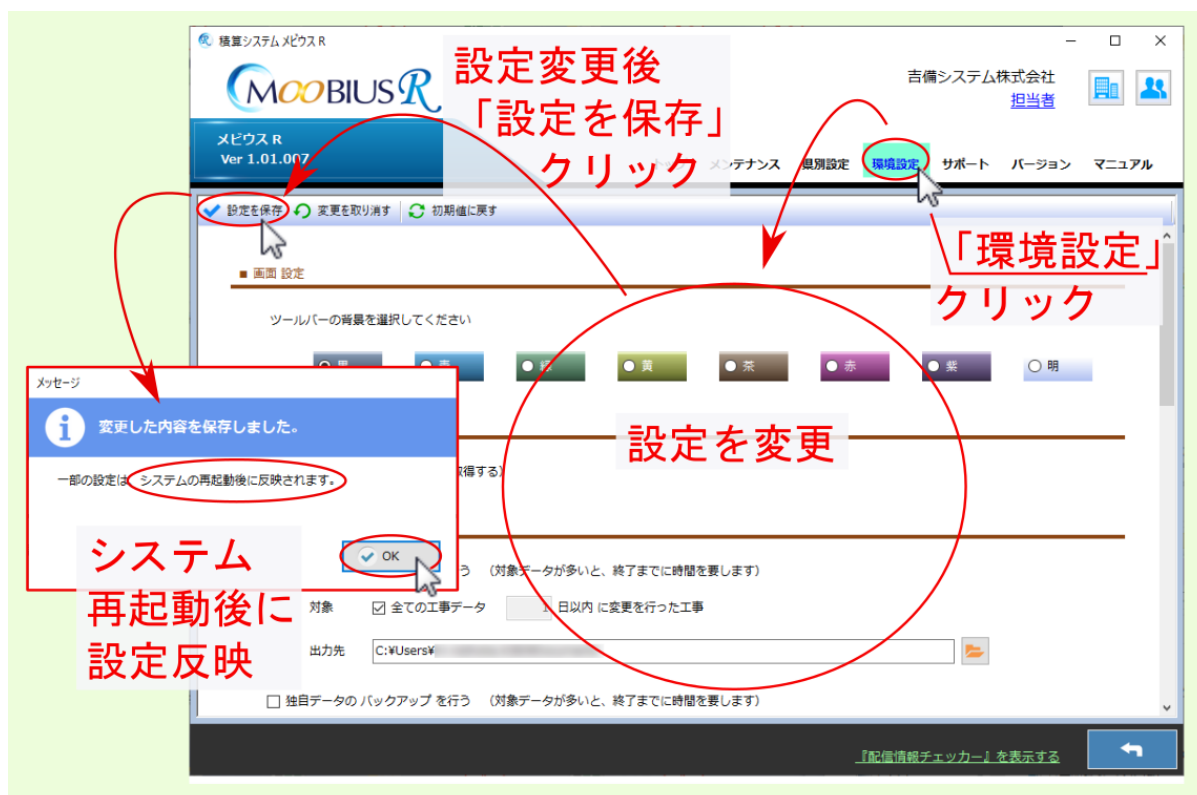 積算システム メビウス R
MOOBIUS R
設定変更後
「設定を保存」
クリック
吉備システム株式会社
担当者
メビウス R
Ver 1.01.007
メンテナンス 県別設定 環境設定 サポート バージョン マニュアル
設定を保存 変更を取り消す 初期値に戻す
「環境設定」
クリック
■ 画面 設定
ツールバーの背景を選択してください
黒 青 緑 黄 茶 赤 紫 明
メッセージ
変更した内容を保存しました。
設定を変更
取得する)
一部の設定は、システムの再起動後に反映されます。
OK
システム
再起動後に
設定反映
う (対象データが多いと、終了までに時間を要します)
対象 全ての工事データ 1 日以内 に変更を行った工事
出力先 C:¥Users¥
独自データの バックアップ を行う (対象データが多いと、終了までに時間を要します)
『配信情報チェッカー』を表示する